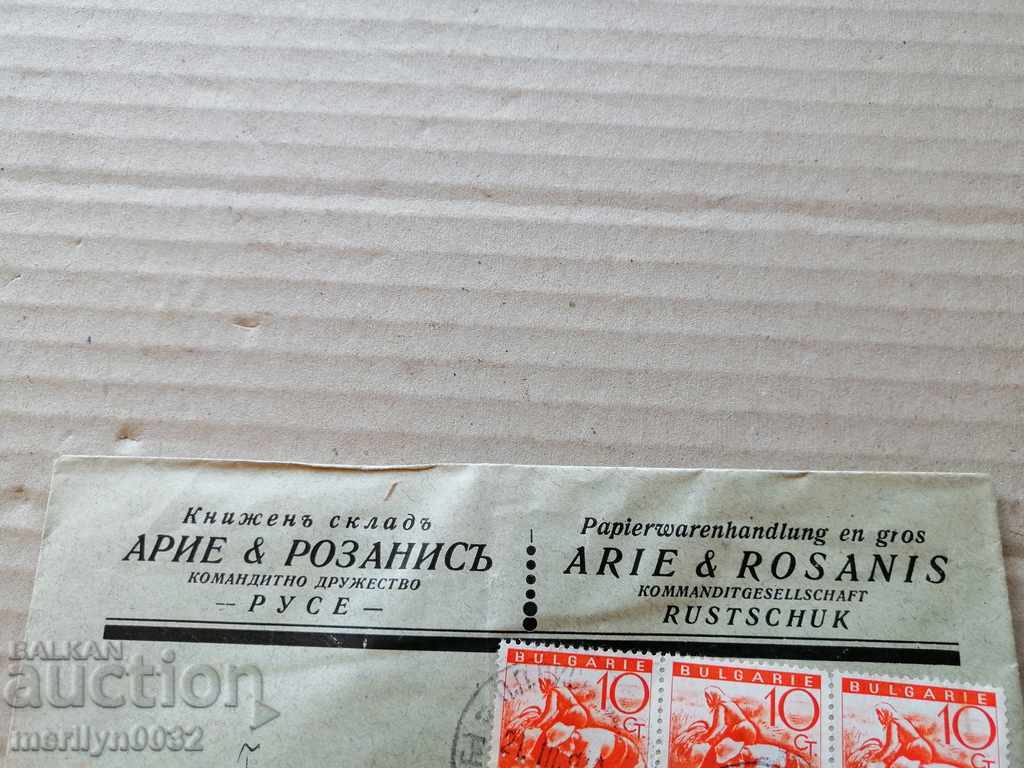 Книженъ складъ
АРИЕ & РОЗАНИСЪ
КОМАНДИТНО ДРУЖЕСТВО
— РУСЕ —
Papierwarenhandlung en gros
ARIE & ROSANIS
KOMMANDITGESELLSCHAFT
RUSTSCHUK
BULGARIE
10
CT
BULGARIE
10
CT
BULGARIE
10
CT
BALKAN
auction
merilyn0032